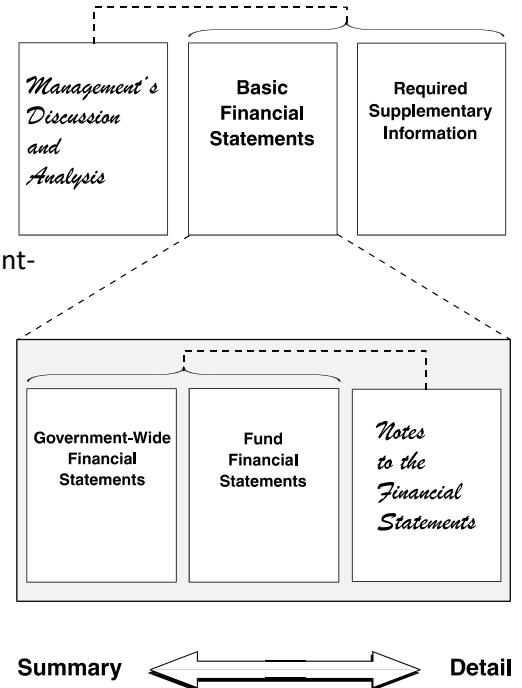 Management's
Discussion
and
Analysis
Basic
Financial
Statements
Required
Supplementary
Information
nt-
Government-Wide
Financial
Statements
Fund
Financial
Statements
Notes
to the
Financial
Statements
Summary
Detail